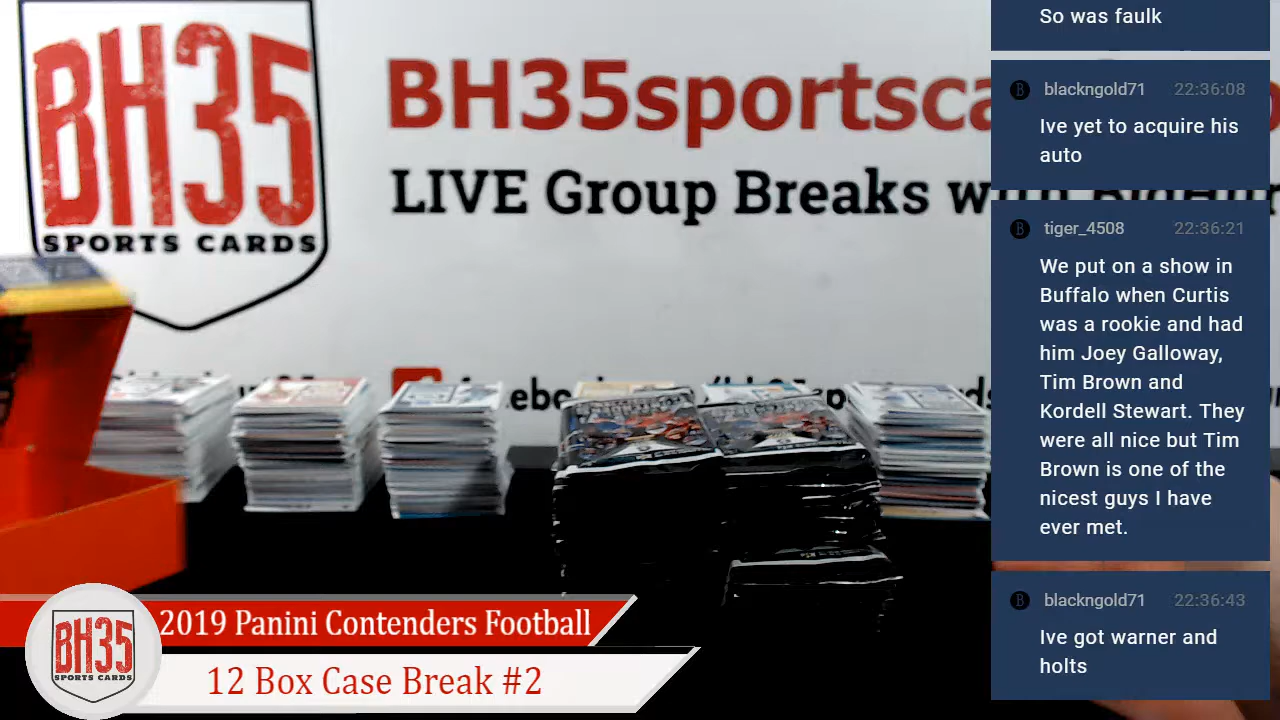 BH35
SPORTS CARDS
BH35sportsca
LIVE Group Breaks w
So was faulk
blackngold71 22:36:08
Ive yet to acquire his
auto
tiger_4508 22:36:21
We put on a show in
Buffalo when Curtis
was a rookie and had
him Joey Galloway,
Tim Brown and
Kordell Stewart. They
were all nice but Tim
Brown is one of the
nicest guys I have
ever met.
blackngold71 22:36:43
Ive got warner and
holts
2019 Panini Contenders Football
12 Box Case Break #2
BH35
SPORTS CARDS